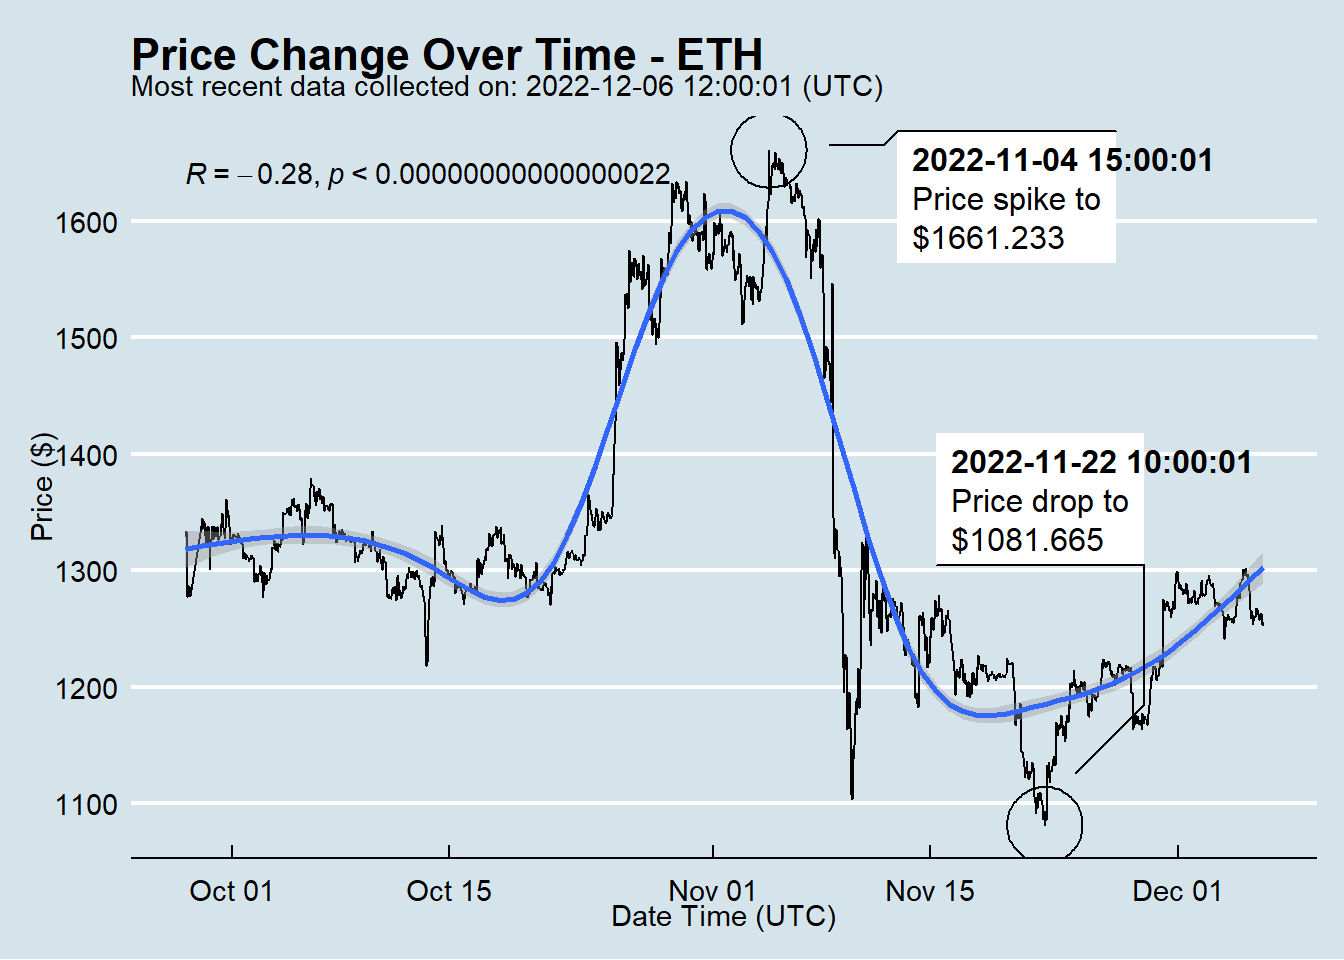 Price Change Over Time - ETH
Most recent data collected on: 2022-12-06 12:00:01 (UTC)
R = −0.28, p < 0.00000000000000022
2022-11-04 15:00:01
Price spike to
$1661.233
2022-11-22 10:00:01
Price drop to
$1081.665
Price ($)
1600
1500
1400
1300
1200
1100
Oct 01
Oct 15
Nov 01
Nov 15
Dec 01
Date Time (UTC)